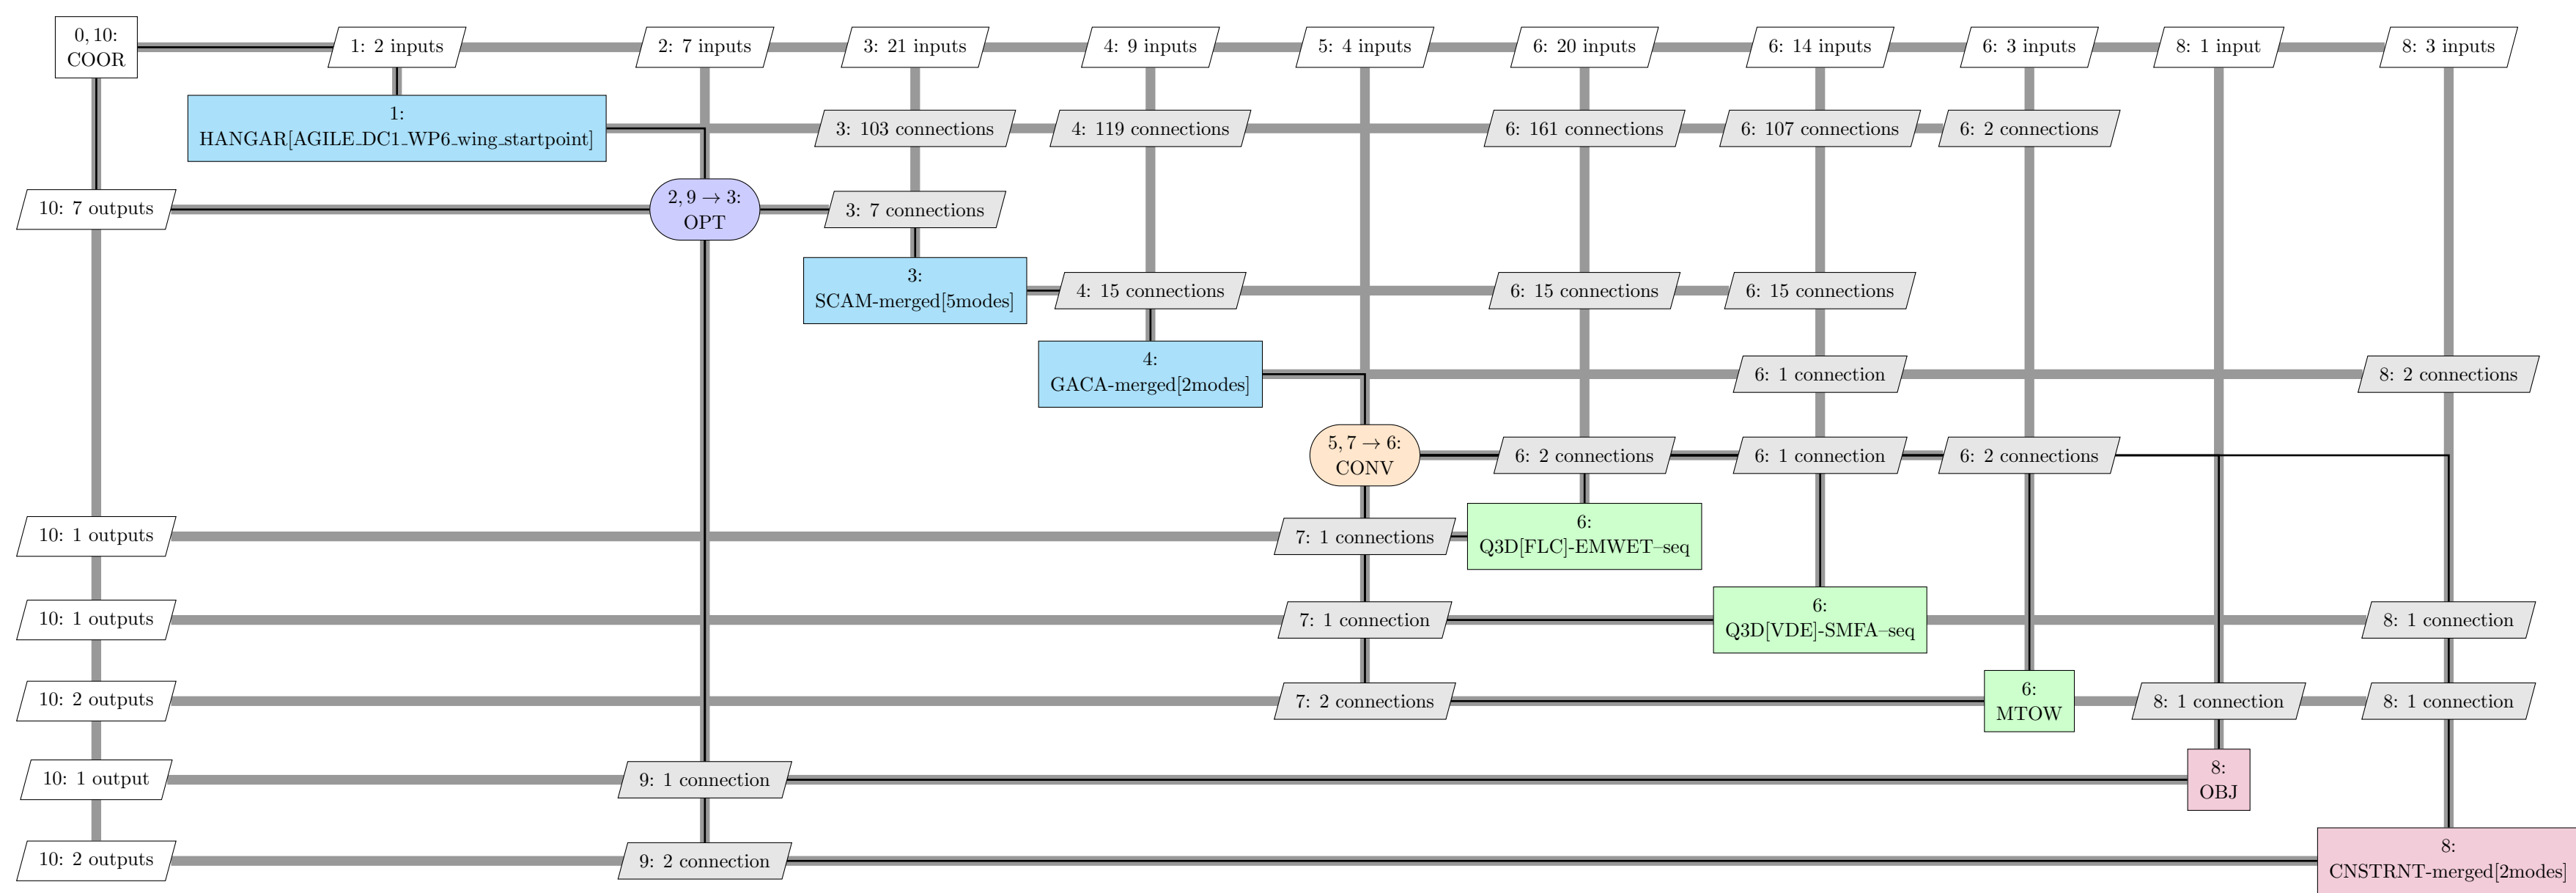 0, 10:
COOR
1: 2 inputs
2: 7 inputs
3: 21 inputs
4: 9 inputs
5: 4 inputs
6: 20 inputs
6: 14 inputs
6: 3 inputs
8: 1 input
8: 3 inputs
1:
HANGAR[AGILE_DC1_WP6_wing_startpoint]
3: 103 connections
4: 119 connections
6: 161 connections
6: 107 connections
6: 2 connections
10: 7 outputs
2, 9 → 3:
OPT
3: 7 connections
3:
SCAM-merged[5modes]
4: 15 connections
6: 15 connections
6: 15 connections
4:
GACA-merged[2modes]
6: 1 connection
8: 2 connections
5, 7 → 6:
CONV
6: 2 connections
6: 1 connection
6: 2 connections
10: 1 outputs
7: 1 connections
6:
Q3D[FLC]-EMWET–seq
10: 1 outputs
7: 1 connection
6:
Q3D[VDE]-SMFA–seq
8: 1 connection
10: 2 outputs
7: 2 connections
6:
MTOW
8: 1 connection
8: 1 connection
10: 1 output
9: 1 connection
8:
OBJ
10: 2 outputs
9: 2 connection
8:
CNSTRNT-merged[2modes]